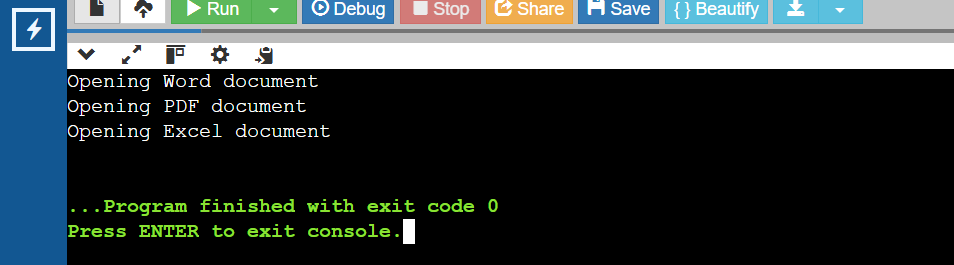 Run Debug Stop Share Save { } Beautify
Opening Word document
Opening PDF document
Opening Excel document
...Program finished with exit code 0
Press ENTER to exit console.